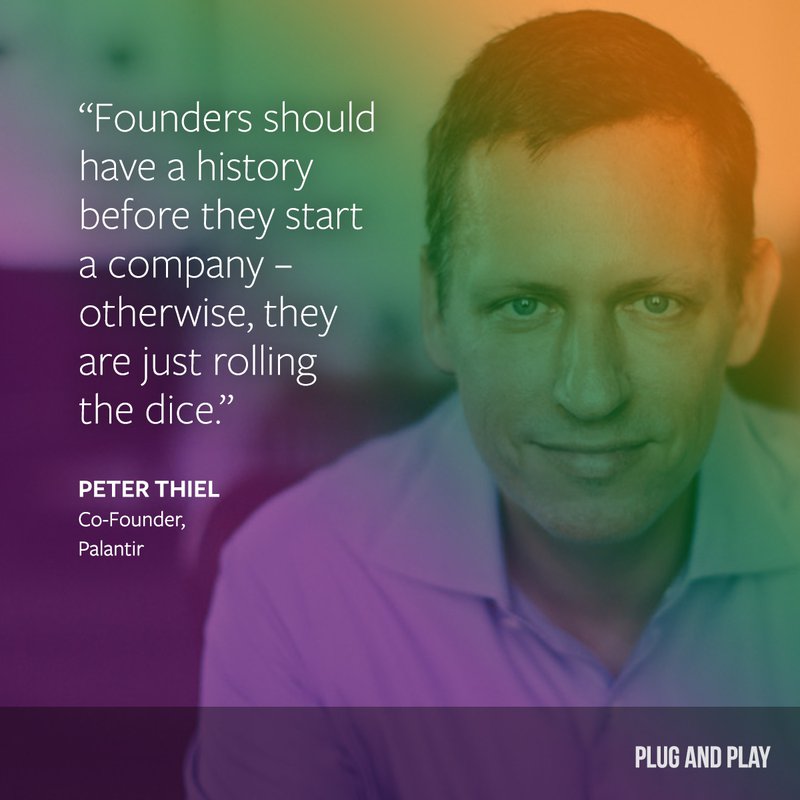 “Founders should
have a history
before they start
a company –
otherwise, they
are just rolling
the dice.”
PETER THIEL
Co-Founder,
Palantir
PLUG AND PLAY